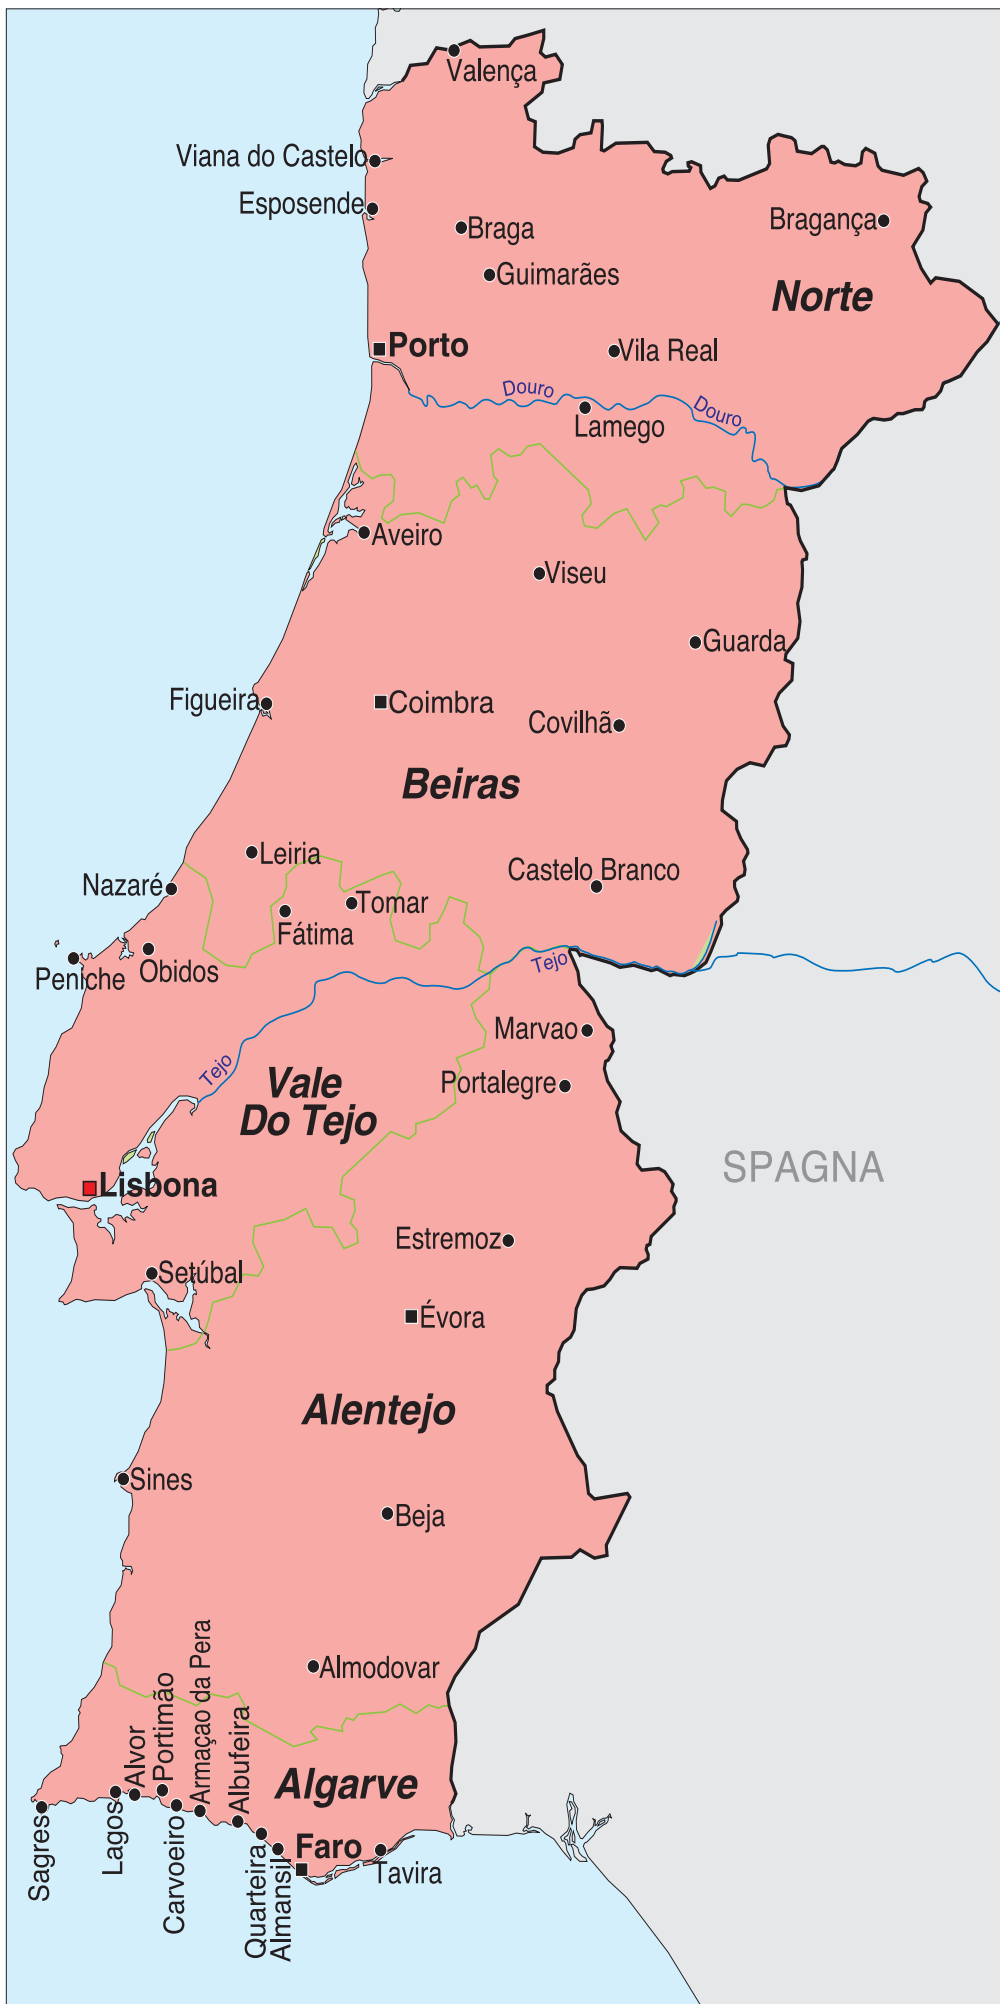 Valença
Viana do Castelo
Esposende
Braga
Bragança
Guimarães
Norte
Porto
Vila Real
Douro
Douro
Lamego
Aveiro
Viseu
Guarda
Figueira
Coimbra
Covilhã
Beiras
Leiria
Castelo Branco
Nazaré
Tomar
Fátima
Obidos
Peniche
Tejo
Marvao
Tejo
Vale
Do Tejo
Portalegre
SPAGNA
Lisbona
Estremoz
Setúbal
Évora
Alentejo
Sines
Beja
Almodovar
Sagres
Lagos
Alvor
Portimão
Carvoeiro
Armaçao da Pera
Albufeira
Quarteira
Almansil
Algarve
Faro
Tavira